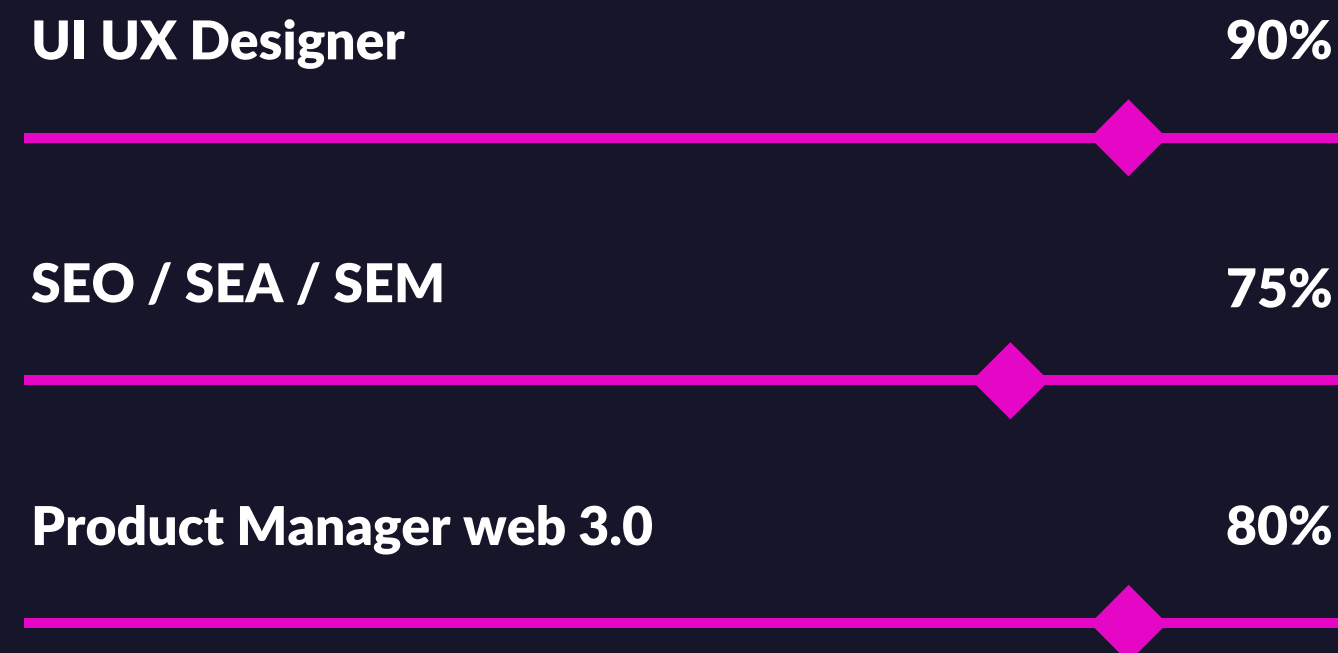 UI UX Designer 90%
SEO / SEA / SEM 75%
Product Manager web 3.0 80%